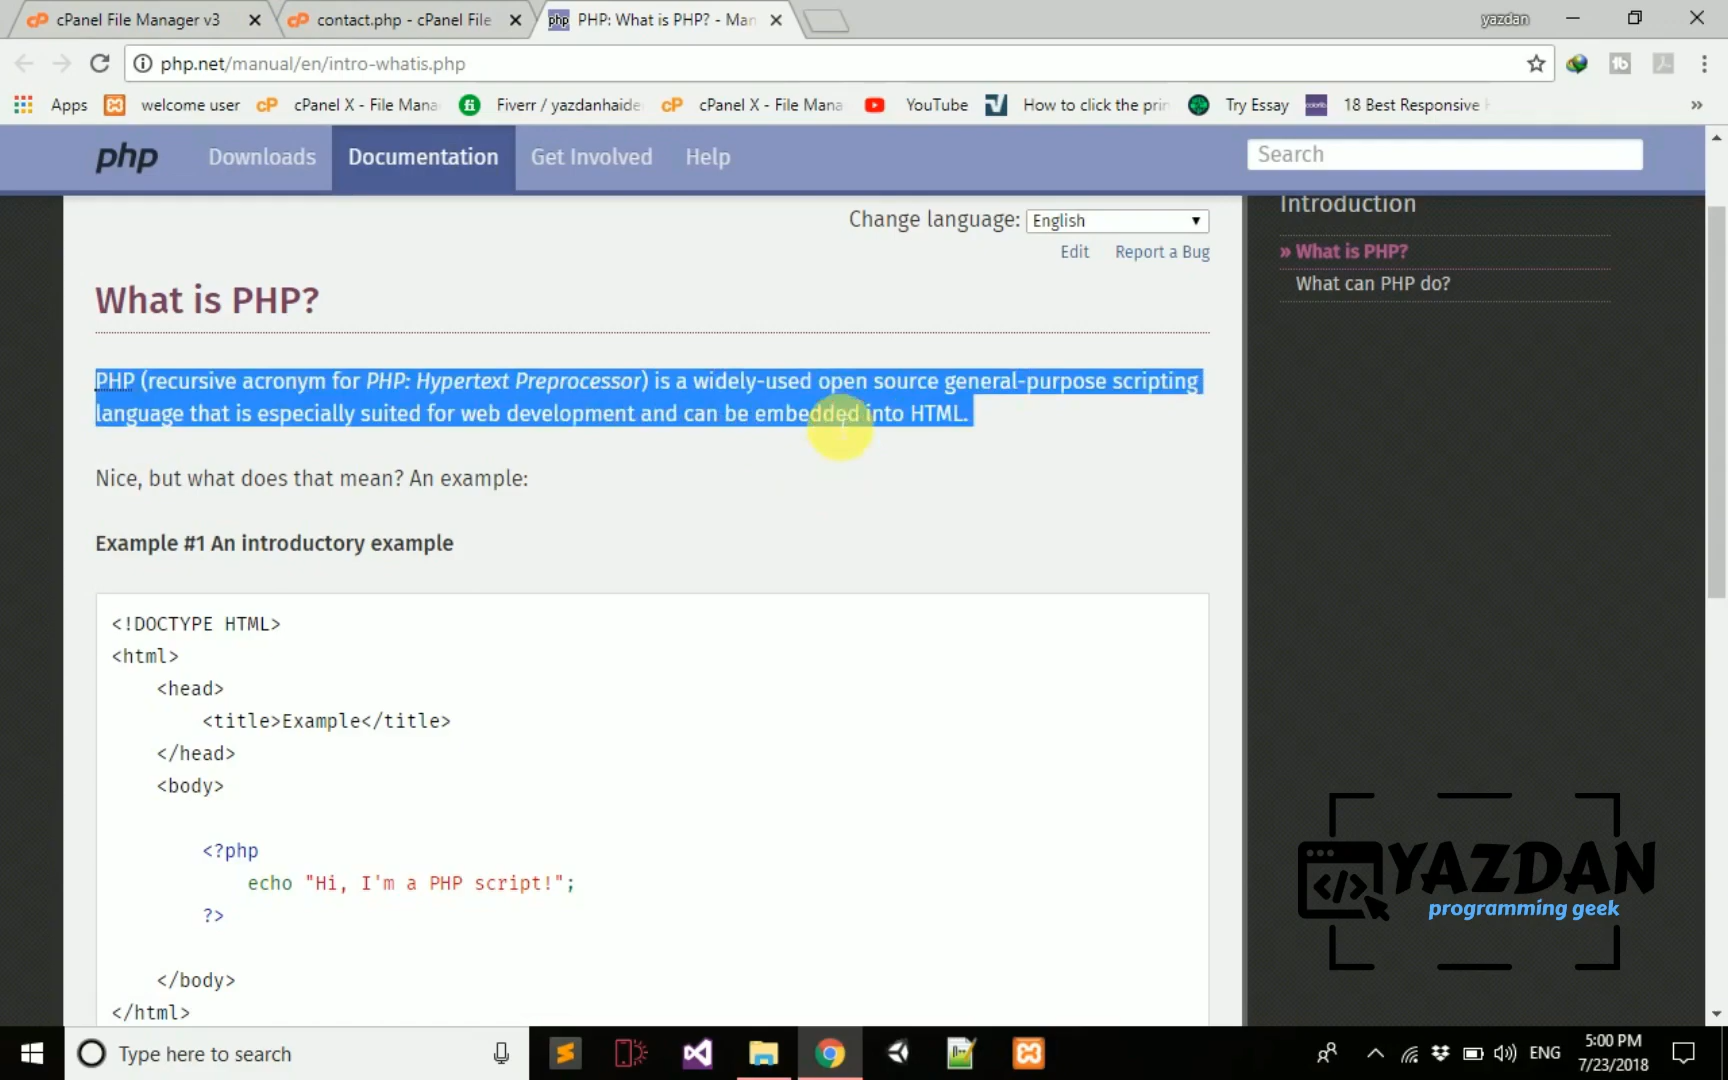 cPanel File Manager v3
contact.php - cPanel File
php
PHP: What is PHP? - Man
yazdan
php.net/manual/en/intro-whatis.php
Apps
welcome user
cPanel X - File Mana
Fiverr / yazdanhaide
cPanel X - File Mana
YouTube
How to click the prin
Try Essay
18 Best Responsive
»
php
Downloads
Documentation
Get Involved
Help
Search
Change language: English
Edit
Report a Bug
Introduction
» What is PHP?
What can PHP do?
What is PHP?
PHP (recursive acronym for PHP: Hypertext Preprocessor) is a widely-used open source general-purpose scripting
language that is especially suited for web development and can be embedded into HTML.
Nice, but what does that mean? An example:
Example #1 An introductory example
<!DOCTYPE HTML>
<html>
<head>
<title>Example</title>
</head>
<body>
<?php
echo "Hi, I'm a PHP script!";
?>
</body>
</html>
YAZDAN
programming geek
Type here to search
ENG
5:00 PM
7/23/2018